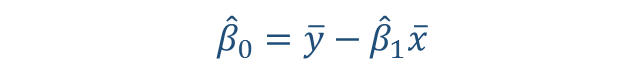 β̂₀ = ȳ − β̂₁x̄